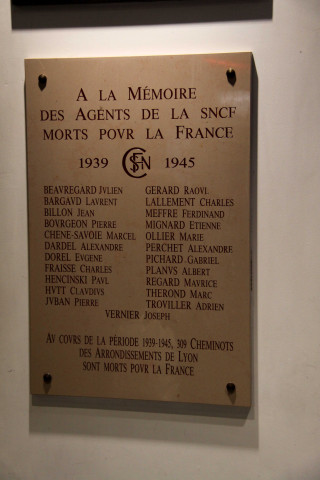 A LA MÉMOIRE
DES AGÉNTS DE LA SNCF
MORTS POVR LA FRANCE
1939 SNCF 1945
BEAVREGARD JVLIEN
BARGAVD LAVRENT
BILLON JEAN
BOVRGEON PIERRE
CHENE-SAVOIE MARCEL
DARDEL ALEXANDRE
DOREL EVGENE
FRAISSE CHARLES
HENCINSKI PAVL
HVTT CLAVDIVS
JVBAN PIERRE
GERARD RAOVL
LALLEMENT CHARLES
MEFFRE FERDINAND
MIGNARD ETIENNE
OLLIER MARIE
PERCHET ALEXANDRE
PICHARD GABRIEL
PLANVS ALBERT
REGARD MAVRICE
THEROND MARC
TROVILLER ADRIEN
VERNIER JOSEPH
AV COVRS DE LA PÉRIODE 1939-1945, 309 CHEMINOTS
DES ARRONDISSEMENTS DE LYON
SONT MORTS POVR LA FRANCE